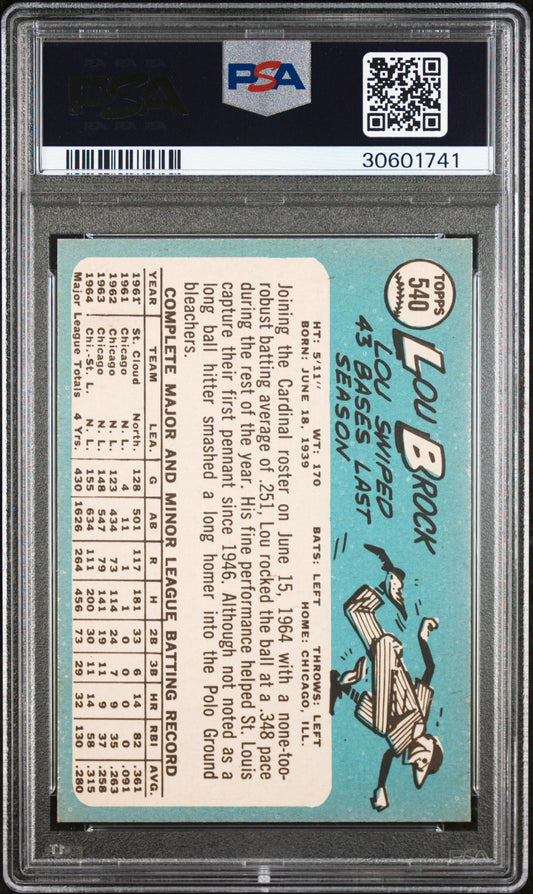 PSA
PSA
30601741
TOPPS
540
LOU BROCK
LOU SWIPED
43 BASES LAST
SEASON
HT: 5/11" WT: 170 BATS: LEFT THROWS: LEFT
BORN: JUNE 18, 1939 HOME: CHICAGO, ILL.
Joining the Cardinal roster on June 15, 1964 with a none-too-
robust batting average of .251, Lou rocked the ball at a .348 pace
during the rest of the year. His fine performance helped St. Louis
capture their first pennant since 1946. Although not noted as a
long ball hitter smashed a long homer into the Polo Ground
bleachers.
COMPLETE MAJOR AND MINOR LEAGUE BATTING RECORD
YEAR TEAM LEA. G AB R H 2B 3B HR RBI AVG.
1961 St. Cloud North. 128 501 117 181 33 6 14 82 .361
1961 Chicago N. L. 4 11 1 1 0 0 0 0 .091
1962 Chicago N. L. 123 434 73 114 24 7 9 35 .263
1963 Chicago N. L. 148 547 79 141 19 11 9 37 .258
1964 Chi.-St. L. N. L. 155 634 111 200 30 11 14 58 .315
Major League Totals 4 Yrs. 430 1626 264 456 73 29 32 130 .280
PSA